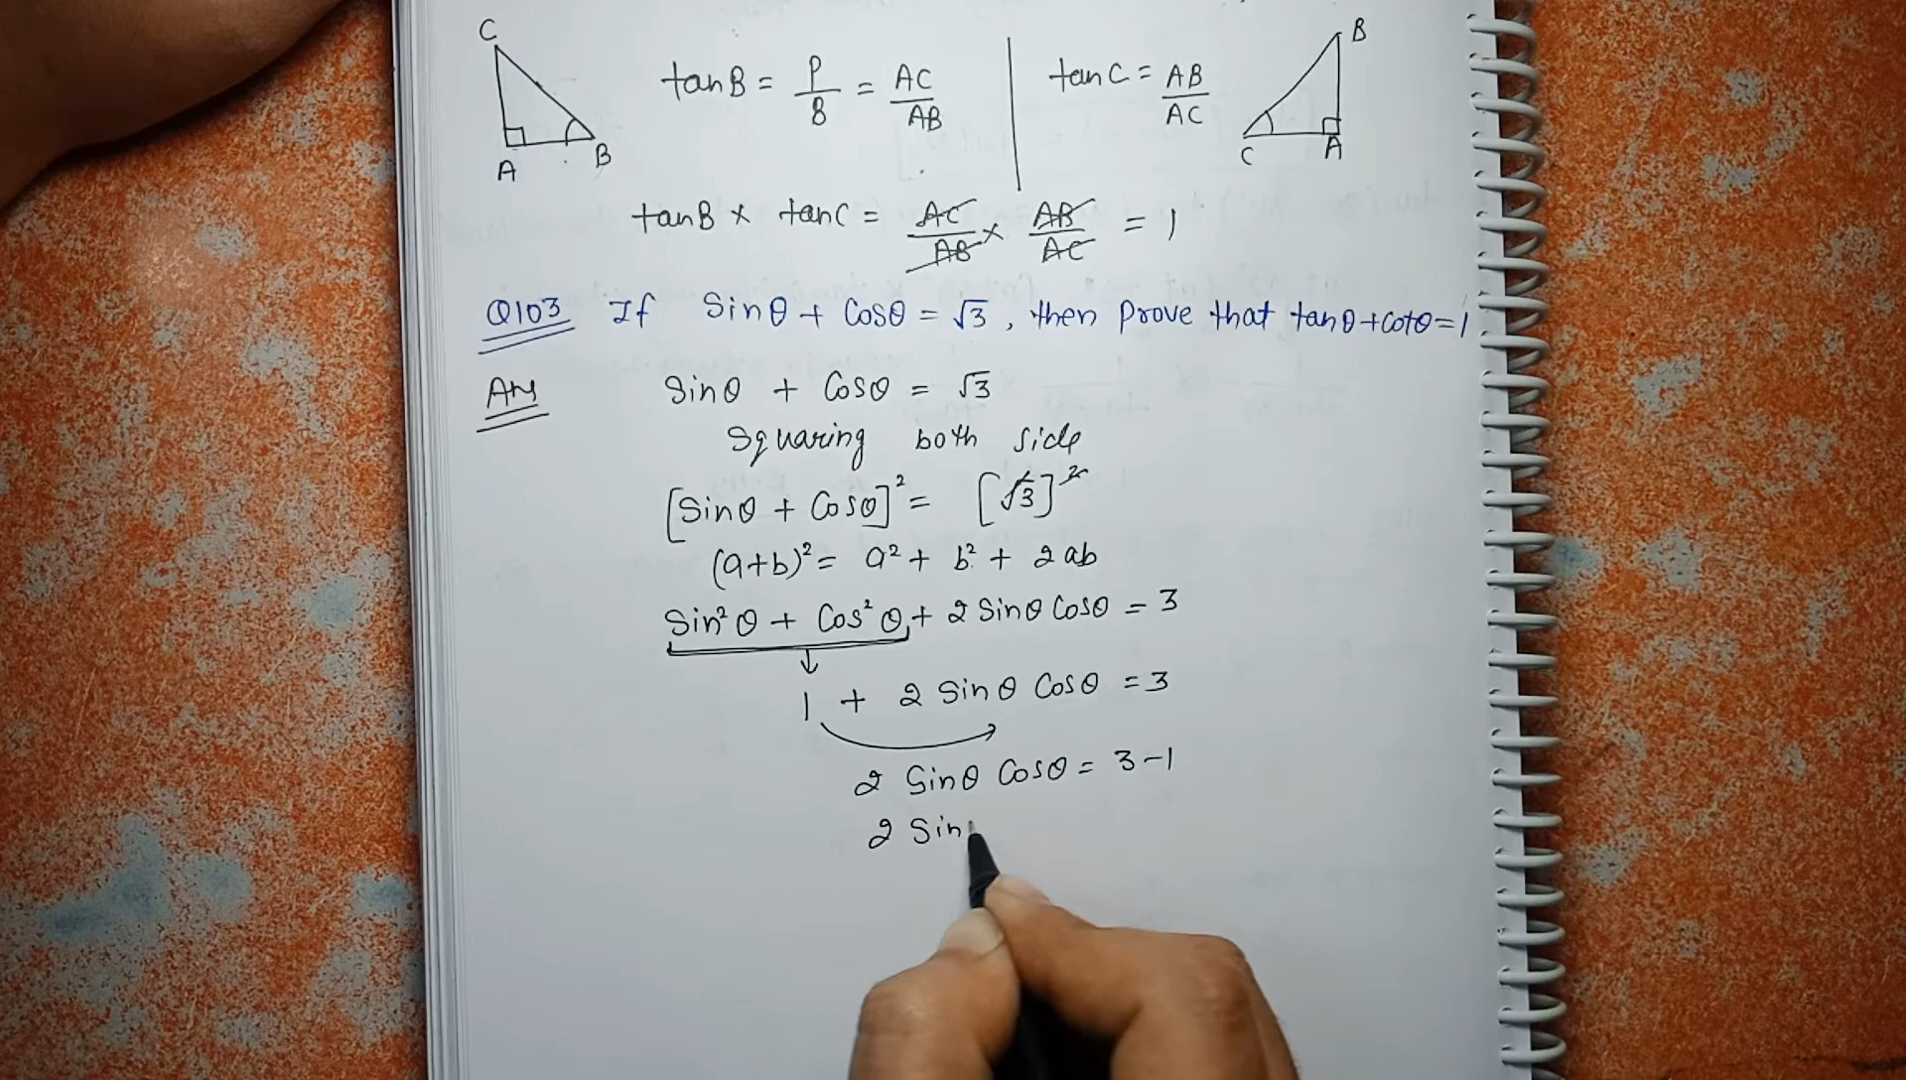 C
B
tanB = P/B = AC/AB
tanC = AB/AC
A
B
C
A
tanB × tanC = AC/AB × AB/AC = 1
Q103 If Sinθ + Cosθ = √3 , then Prove that tanθ+Cotθ=1
Ans Sinθ + Cosθ = √3
Squaring both side
[Sinθ + Cosθ]² = [√3]²
(a+b)² = a² + b² + 2ab
Sin²θ + Cos²θ + 2 Sinθ Cosθ = 3
1 + 2 Sinθ Cosθ = 3
2 Sinθ Cosθ = 3-1
2 Sin